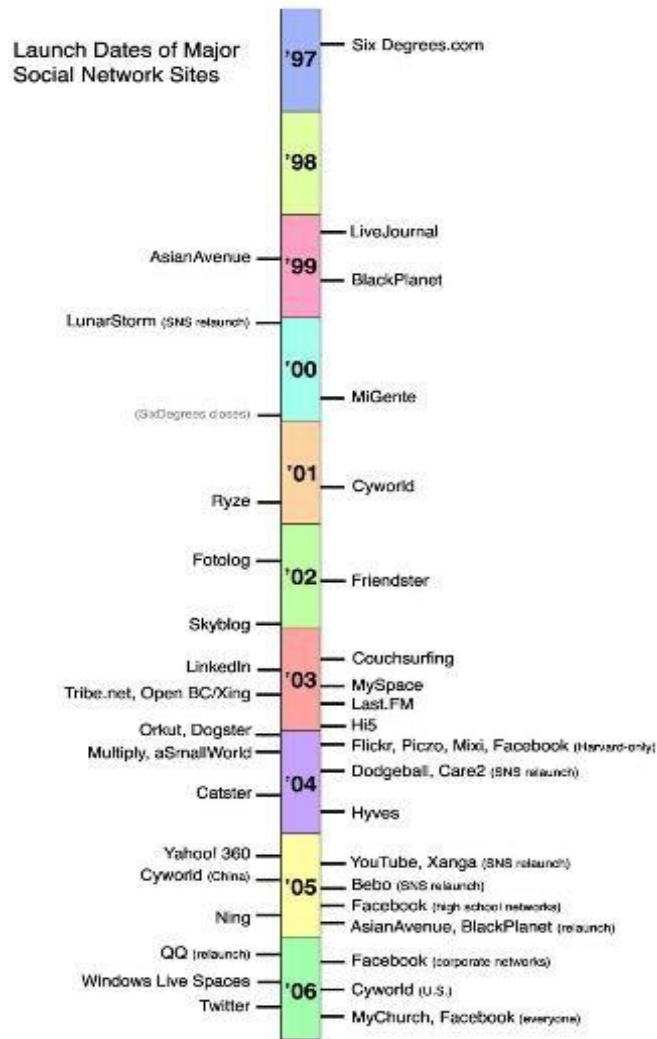 Launch Dates of Major
Social Network Sites
'97
Six Degrees.com
'98
LiveJournal
AsianAvenue
'99
BlackPlanet
LunarStorm (SNS relaunch)
'00
MiGente
(SixDegrees closes)
'01
Cyworld
Ryze
Fotolog
'02
Friendster
Skyblog
Couchsurfing
LinkedIn
'03
MySpace
Tribe.net, Open BC/Xing
Last.FM
Hi5
Orkut, Dogster
Flickr, Piczo, Mixi, Facebook (Harvard-only)
Multiply, aSmallWorld
Dodgeball, Care2 (SNS relaunch)
'04
Catster
Hyves
Yahoo! 360
YouTube, Xanga (SNS relaunch)
Cyworld (China)
'05
Bebo (SNS relaunch)
Facebook (high school networks)
Ning
AsianAvenue, BlackPlanet (relaunch)
QQ (relaunch)
Facebook (corporate networks)
Windows Live Spaces
'06
Cyworld (U.S.)
Twitter
MyChurch, Facebook (everyone)